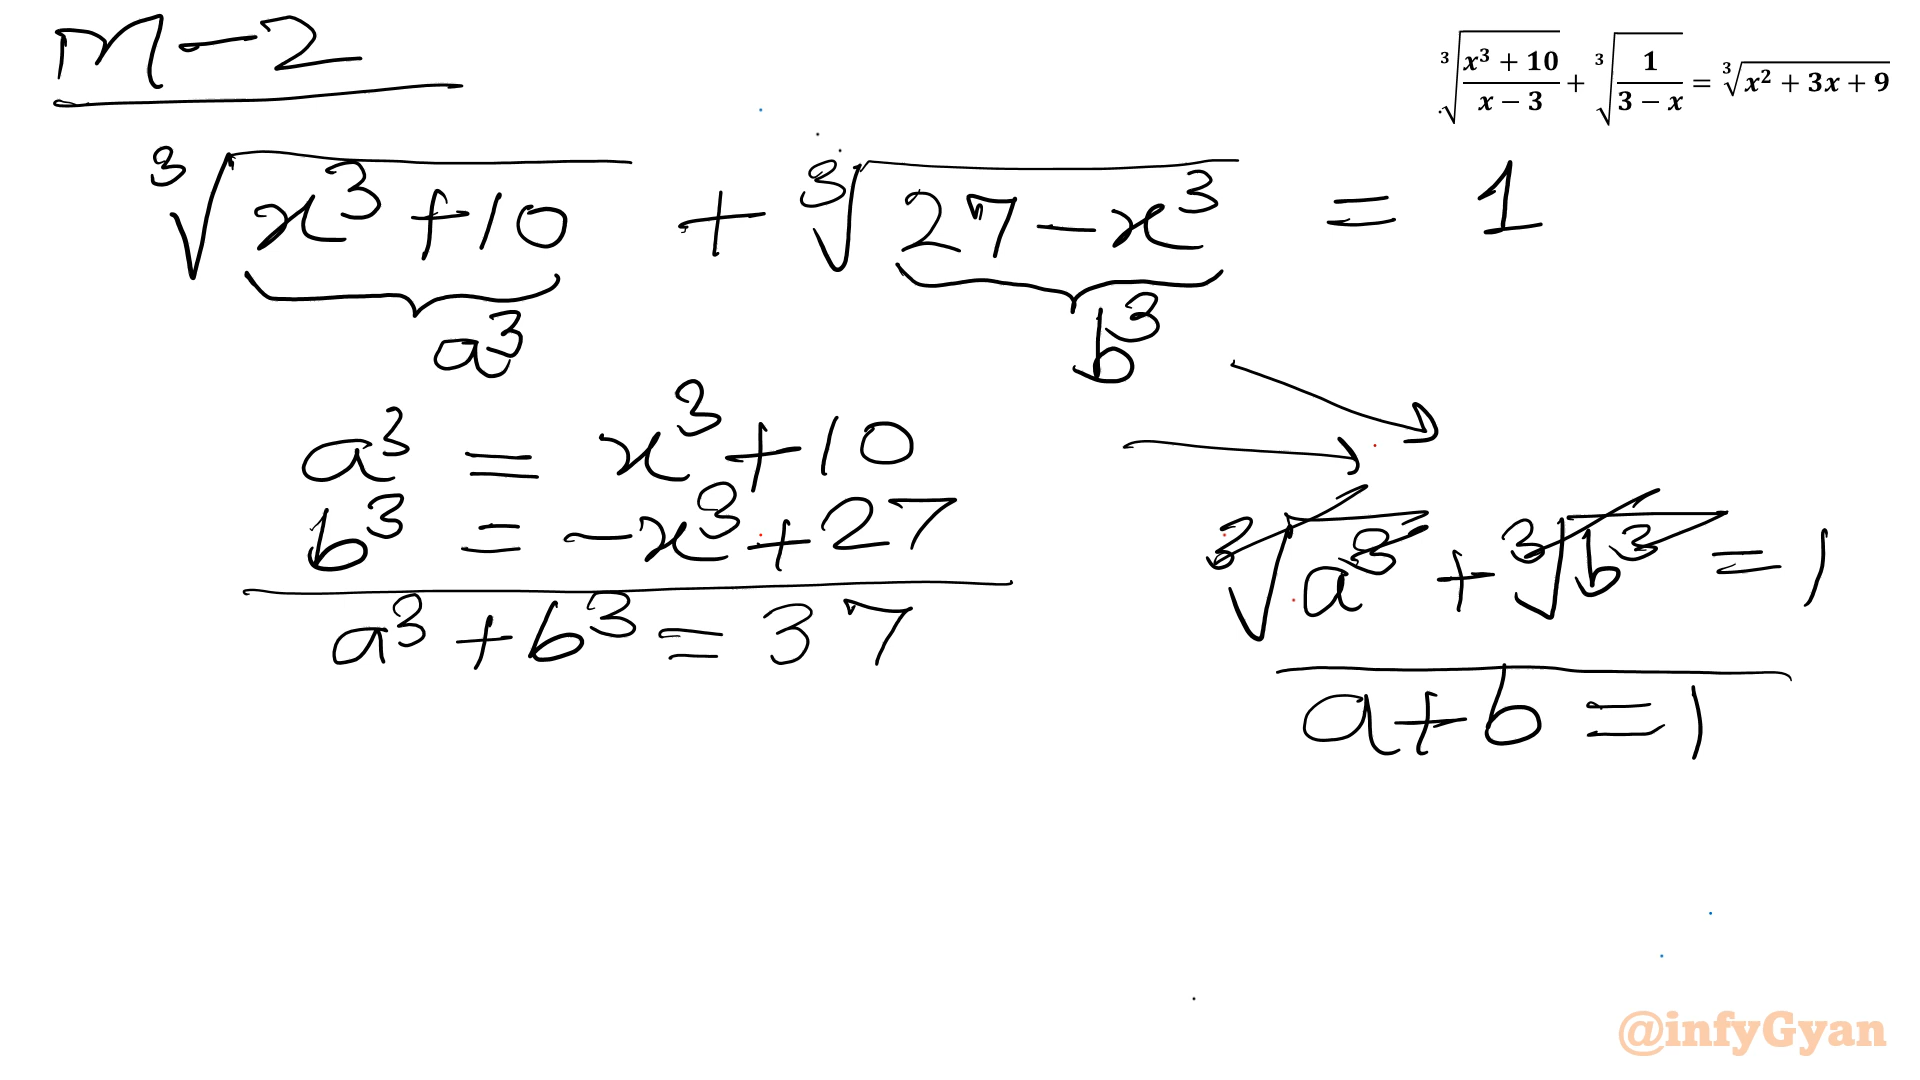 m-2
∛((x³ + 10)/(x − 3)) + ∛(1/(3 − x)) = ∛(x² + 3x + 9)
∛(x³+10) + ∛(27-x³) = 1
a³ b³
a³ = x³+10
b³ = -x³+27
∛a³ + ∛b³ = 1
a³+b³ = 37
a+b = 1
@infyGyan